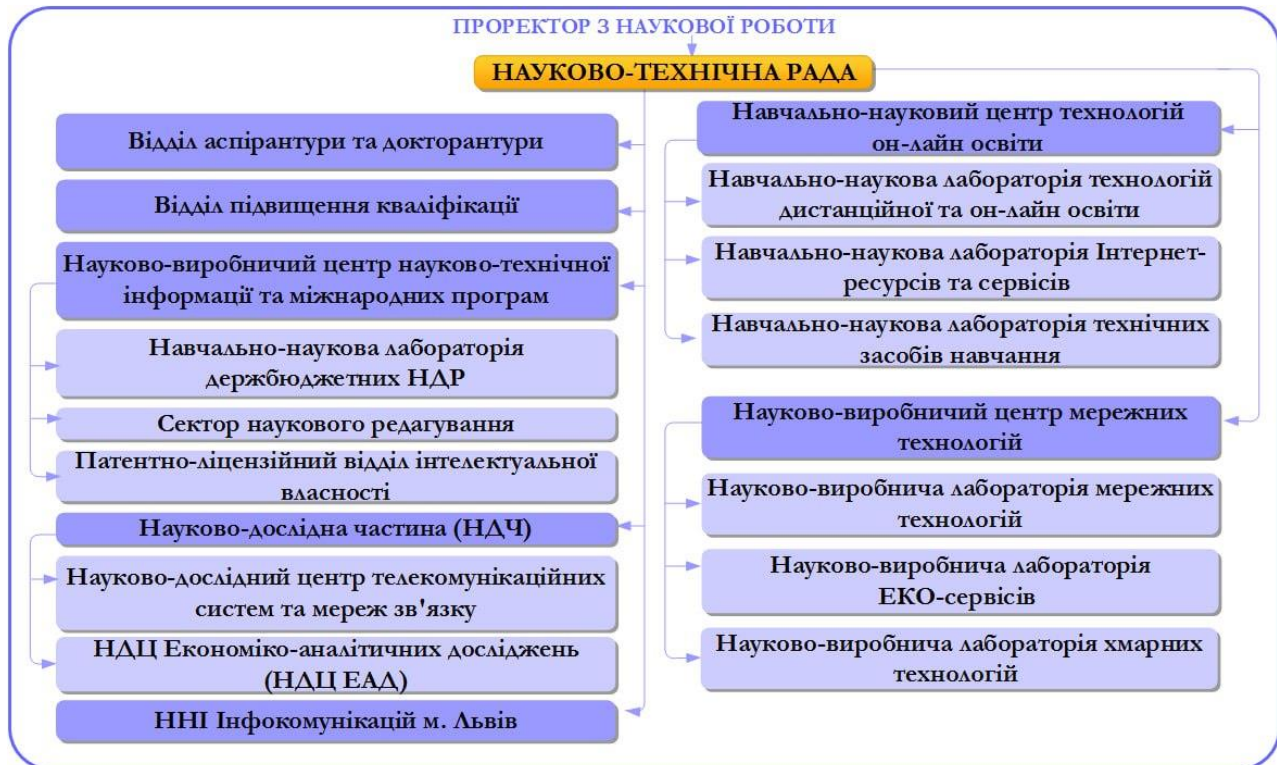 ПРОРЕКТОР З НАУКОВОЇ РОБОТИ
НАУКОВО-ТЕХНІЧНА РАДА
Відділ аспірантури та докторантури
Відділ підвищення кваліфікації
Науково-виробничий центр науково-технічної
інформації та міжнародних програм
Навчально-наукова лабораторія
держбюджетних НДР
Сектор наукового редагування
Патентно-ліцензійний відділ інтелектуальної
власності
Науково-дослідна частина (НДЧ)
Науково-дослідний центр телекомунікаційних
систем та мереж зв'язку
НДЦ Економіко-аналітичних досліджень
(НДЦ ЕАД)
ННІ Інфокомунікацій м. Львів
Навчально-науковий центр технологій
он-лайн освіти
Навчально-наукова лабораторія технологій
дистанційної та он-лайн освіти
Навчально-наукова лабораторія Інтернет-
ресурсів та сервісів
Навчально-наукова лабораторія технічних
засобів навчання
Науково-виробничий центр мережних
технологій
Науково-виробнича лабораторія мережних
технологій
Науково-виробнича лабораторія
ЕКО-сервісів
Науково-виробнича лабораторія хмарних
технологій